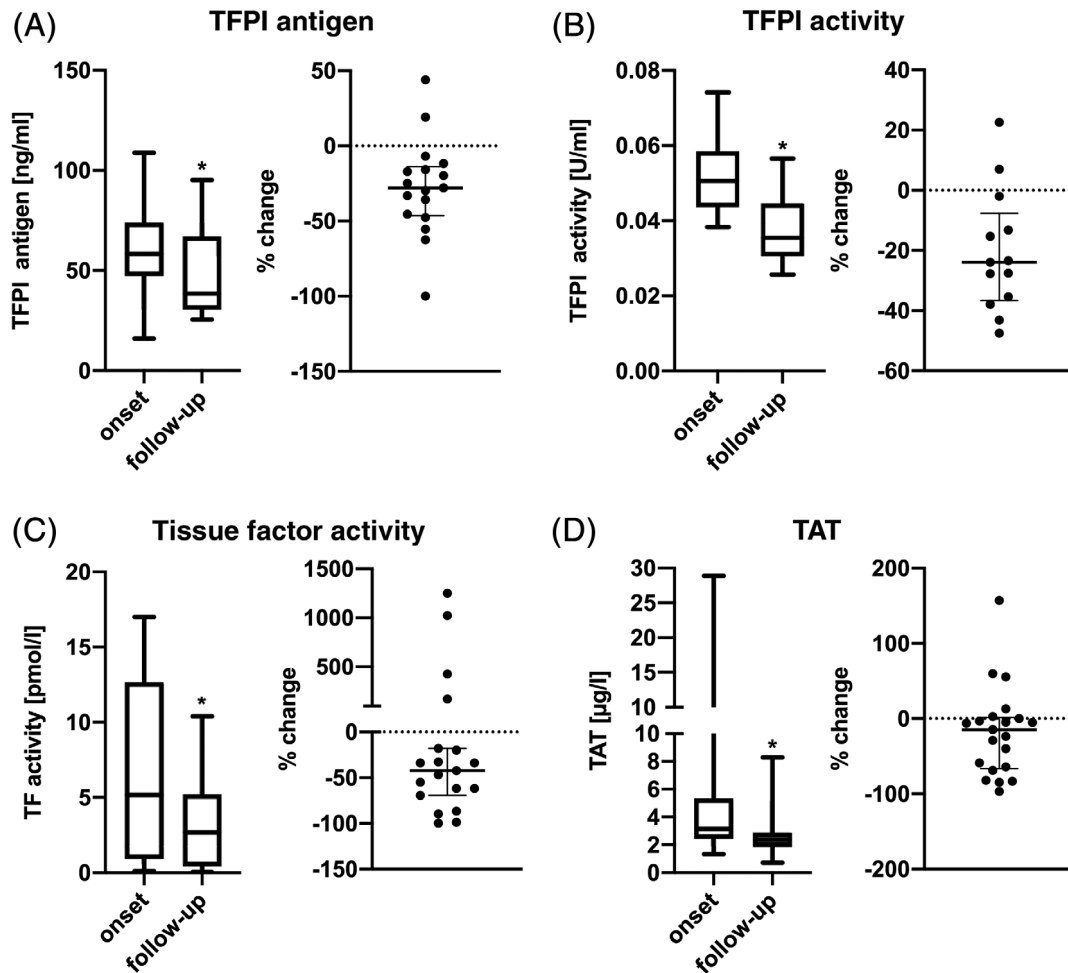 (A) TFPI antigen
TFPI antigen [ng/ml]
150
100
50
0
*
onset
follow-up
% change
50
0
-50
-100
-150
(B) TFPI activity
TFPI activity [U/ml]
0.08
0.06
0.04
0.02
0.00
*
onset
follow-up
% change
40
20
0
-20
-40
-60
(C) Tissue factor activity
TF activity [pmol/l]
20
15
10
5
0
*
onset
follow-up
% change
1500
1000
500
0
-50
-100
-150
(D) TAT
TAT [µg/l]
30
25
20
15
10
10
8
6
4
2
0
*
onset
follow-up
% change
200
100
0
-100
-200